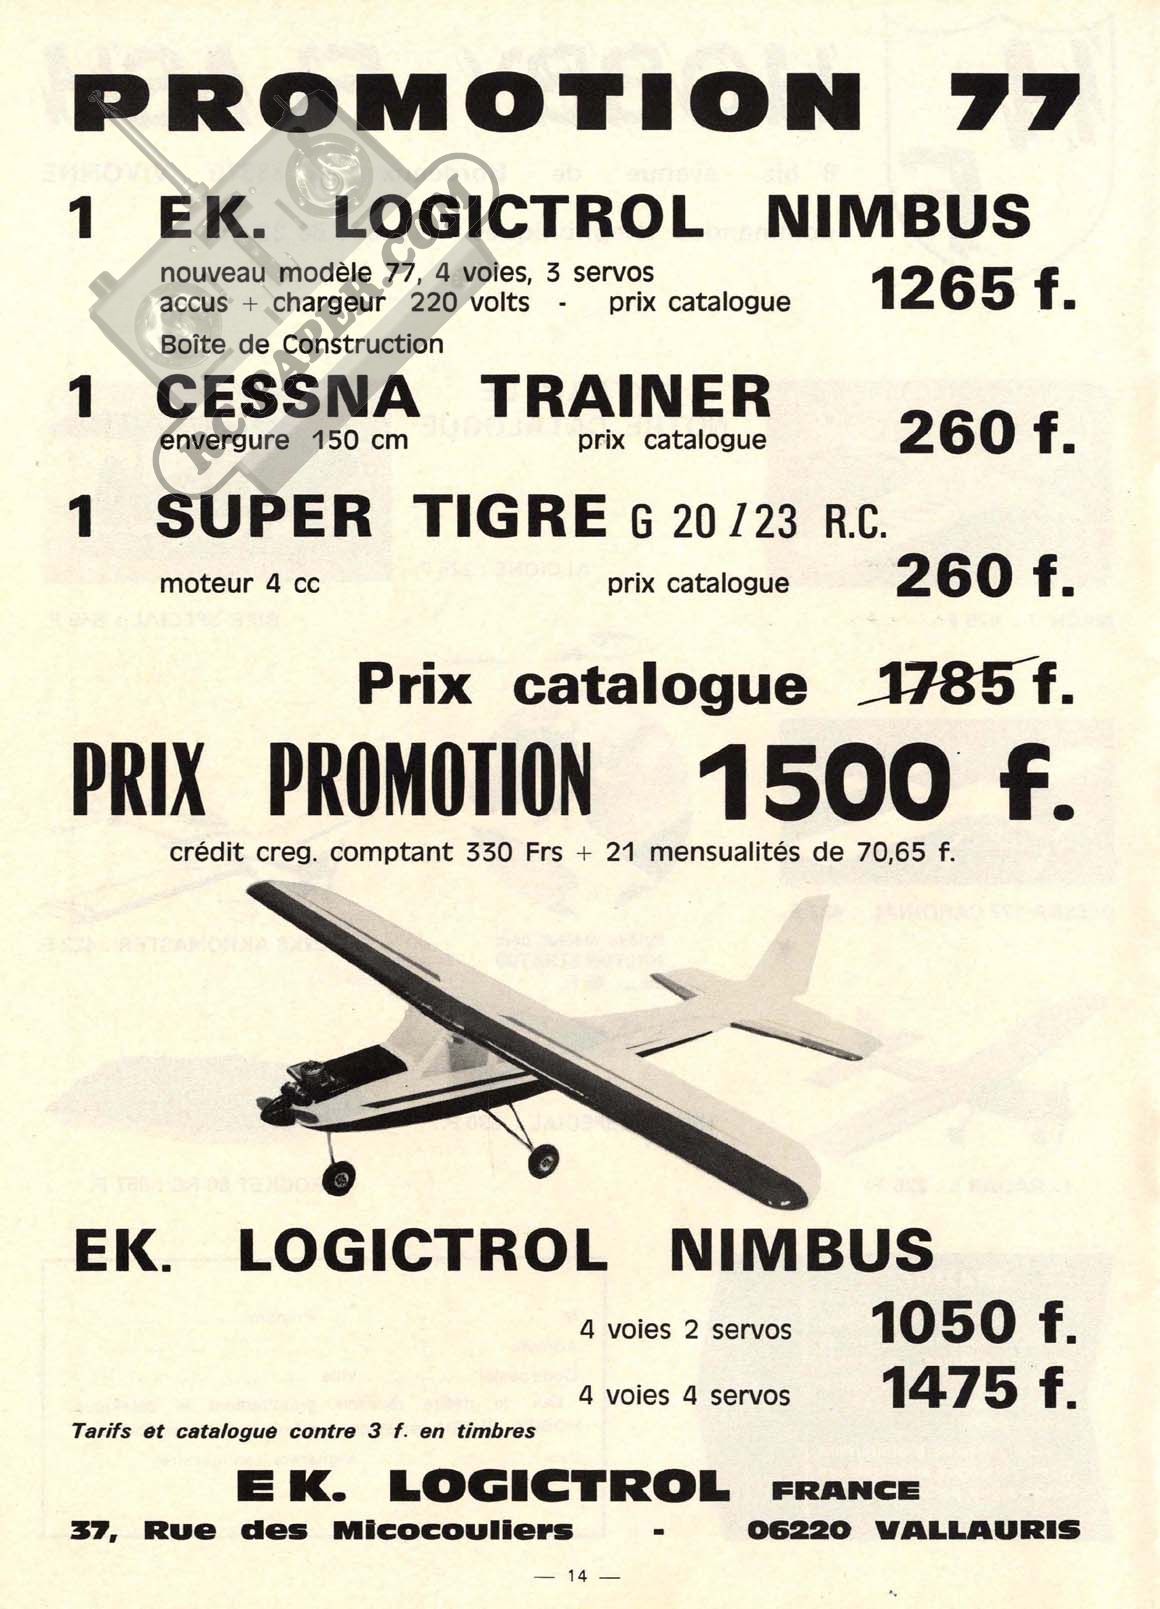 PROMOTION 77
1 EK. LOGICTROL NIMBUS
nouveau modèle 77, 4 voies, 3 servos
accus + chargeur 220 volts - prix catalogue 1265 f.
Boîte de Construction
1 CESSNA TRAINER
envergure 150 cm prix catalogue 260 f.
1 SUPER TIGRE G 20 / 23 R.C.
moteur 4 cc prix catalogue 260 f.
Prix catalogue 1785 f.
PRIX PROMOTION 1500 f.
crédit creg. comptant 330 Frs + 21 mensualités de 70,65 f.
EK. LOGICTROL NIMBUS
4 voies 2 servos 1050 f.
4 voies 4 servos 1475 f.
Tarifs et catalogue contre 3 f. en timbres
EK. LOGICTROL FRANCE
37, Rue des Micocouliers - 06220 VALLAURIS
— 14 —
RCTAPEA.COM